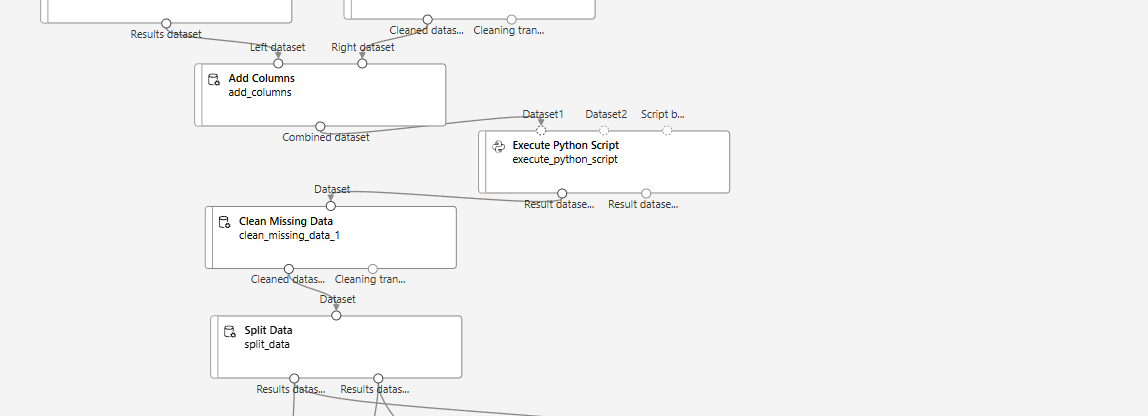 Results dataset
Cleaned datas...
Cleaning tran...
Left dataset
Right dataset
Add Columns
add_columns
Combined dataset
Dataset1
Dataset2
Script b...
Execute Python Script
execute_python_script
Result datase...
Result datase...
Dataset
Clean Missing Data
clean_missing_data_1
Cleaned datas...
Cleaning tran...
Dataset
Split Data
split_data
Results datas...
Results datas...